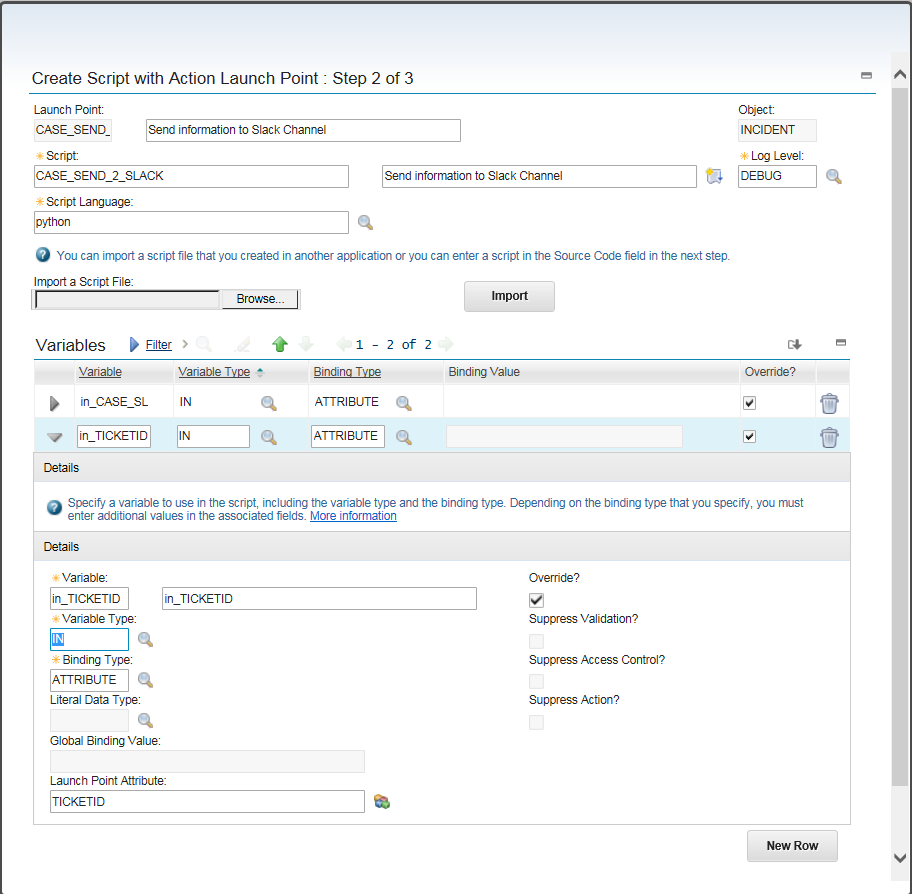 Create Script with Action Launch Point : Step 2 of 3
Launch Point:
Object:
CASE_SEND_
Send information to Slack Channel
INCIDENT
Script:
Log Level:
CASE_SEND_2_SLACK
Send information to Slack Channel
DEBUG
Script Language:
python
You can import a script file that you created in another application or you can enter a script in the Source Code field in the next step.
Import a Script File:
Browse...
Import
Variables Filter 1 - 2 of 2
Variable Variable Type Binding Type Binding Value Override?
in_CASE_SL IN ATTRIBUTE
in_TICKETID IN ATTRIBUTE
Details
Specify a variable to use in the script, including the variable type and the binding type. Depending on the binding type that you specify, you must
enter additional values in the associated fields. More information
Details
Variable:
Override?
in_TICKETID
in_TICKETID
Variable Type:
Suppress Validation?
IN
Binding Type:
Suppress Access Control?
ATTRIBUTE
Literal Data Type:
Suppress Action?
Global Binding Value:
Launch Point Attribute:
TICKETID
New Row